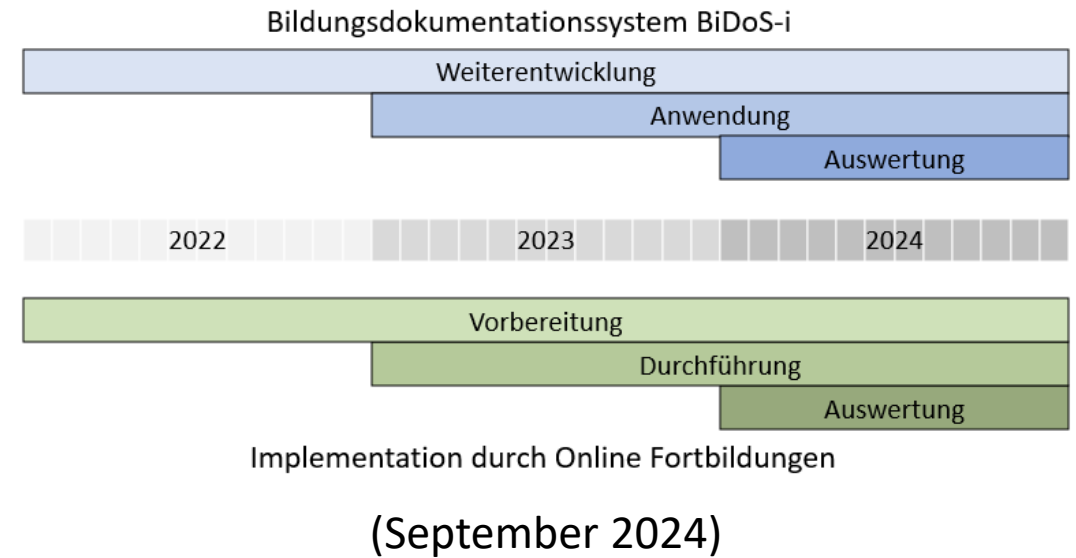 Bildungsdokumentationssystem BiDoS-i
Weiterentwicklung
Anwendung
Auswertung
2022 2023 2024
Vorbereitung
Durchführung
Auswertung
Implementation durch Online Fortbildungen
(September 2024)